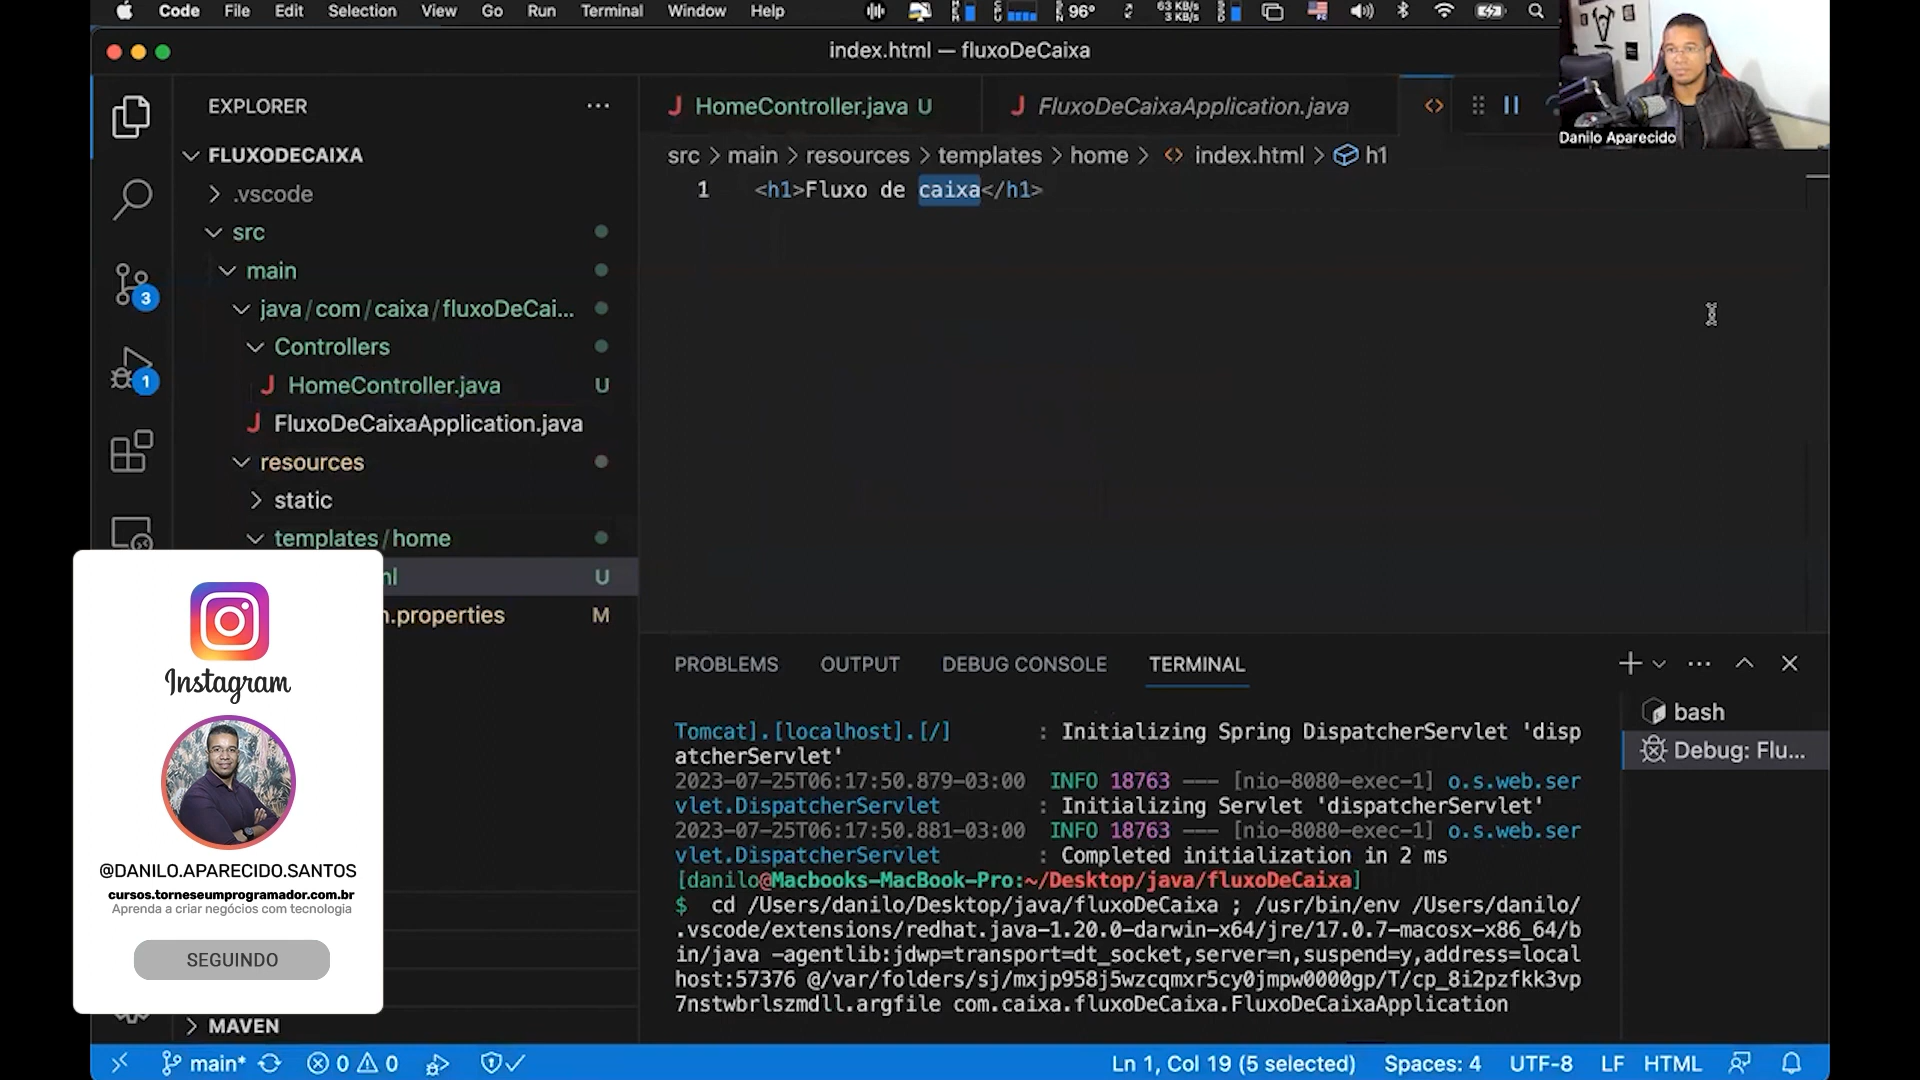 Code File Edit Selection View Go Run Terminal Window Help 96° 63 KB/s 3 KB/s
index.html — fluxoDeCaixa
Danilo Aparecido
EXPLORER
HomeController.java U
FluxoDeCaixaApplication.java
FLUXODECAIXA
src > main > resources > templates > home > index.html > h1
1 <h1>Fluxo de caixa</h1>
.vscode
src
main
java/com/caixa/fluxoDeCai...
Controllers
HomeController.java U
FluxoDeCaixaApplication.java
resources
static
templates/home
ml U
n.properties M
3
1
Instagram
@DANILO.APARECIDO.SANTOS
cursos.torneseumprogramador.com.br
Aprenda a criar negócios com tecnologia
SEGUINDO
MAVEN
PROBLEMS OUTPUT DEBUG CONSOLE TERMINAL
bash
Debug: Flu...
Tomcat].[localhost].[/] : Initializing Spring DispatcherServlet 'disp
atcherServlet'
2023-07-25T06:17:50.879-03:00 INFO 18763 --- [nio-8080-exec-1] o.s.web.ser
vlet.DispatcherServlet : Initializing Servlet 'dispatcherServlet'
2023-07-25T06:17:50.881-03:00 INFO 18763 --- [nio-8080-exec-1] o.s.web.ser
vlet.DispatcherServlet : Completed initialization in 2 ms
[danilo@Macbooks-MacBook-Pro:~/Desktop/java/fluxoDeCaixa]
$ cd /Users/danilo/Desktop/java/fluxoDeCaixa ; /usr/bin/env /Users/danilo/
.vscode/extensions/redhat.java-1.20.0-darwin-x64/jre/17.0.7-macosx-x86_64/b
in/java -agentlib:jdwp=transport=dt_socket,server=n,suspend=y,address=local
host:57376 @/var/folders/sj/mxjp958j5wzcqmxr5cy0jmpw0000gp/T/cp_8i2pzfkk3vp
7nstwbrlszmdll.argfile com.caixa.fluxoDeCaixa.FluxoDeCaixaApplication
main* 0 0 Ln 1, Col 19 (5 selected) Spaces: 4 UTF-8 LF HTML